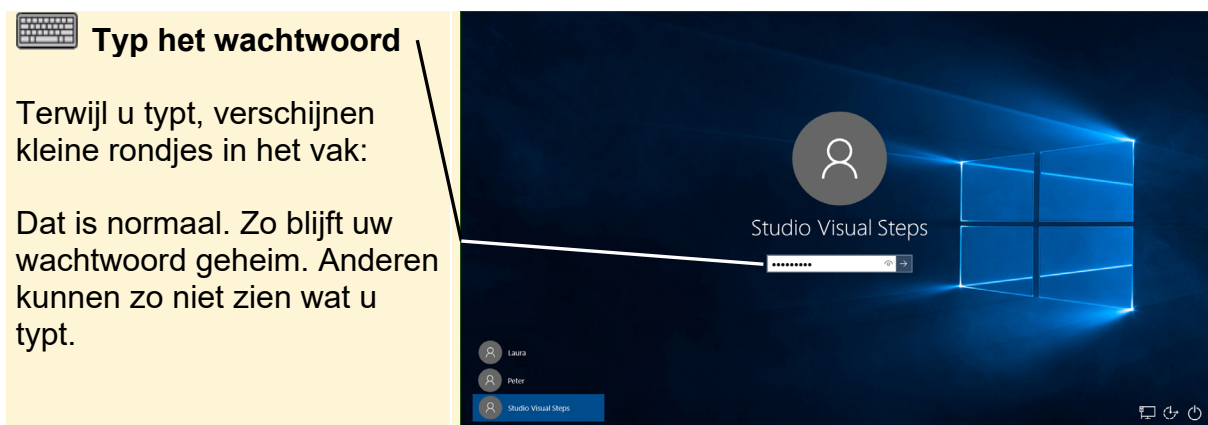 Typ het wachtwoord
Terwijl u typt, verschijnen
kleine rondjes in het vak:
Dat is normaal. Zo blijft uw
wachtwoord geheim. Anderen
kunnen zo niet zien wat u
typt.
Studio Visual Steps
Laura
Peter
Studio Visual Steps